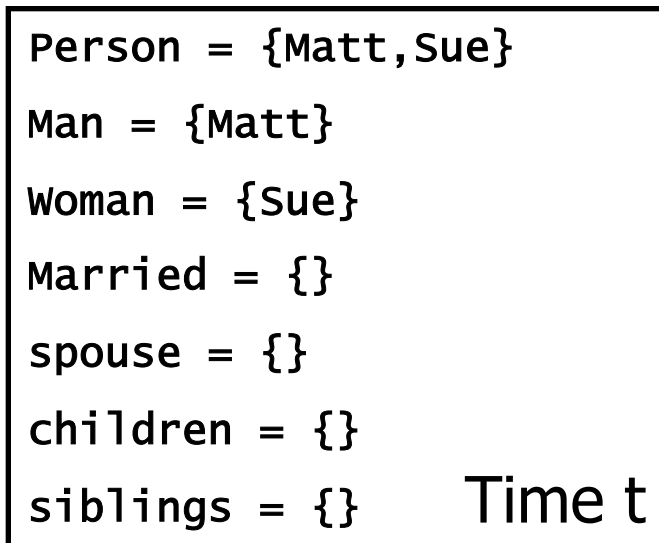 Person = {Matt,Sue}
Man = {Matt}
Woman = {Sue}
Married = {}
spouse = {}
children = {}
siblings = {}
Time t